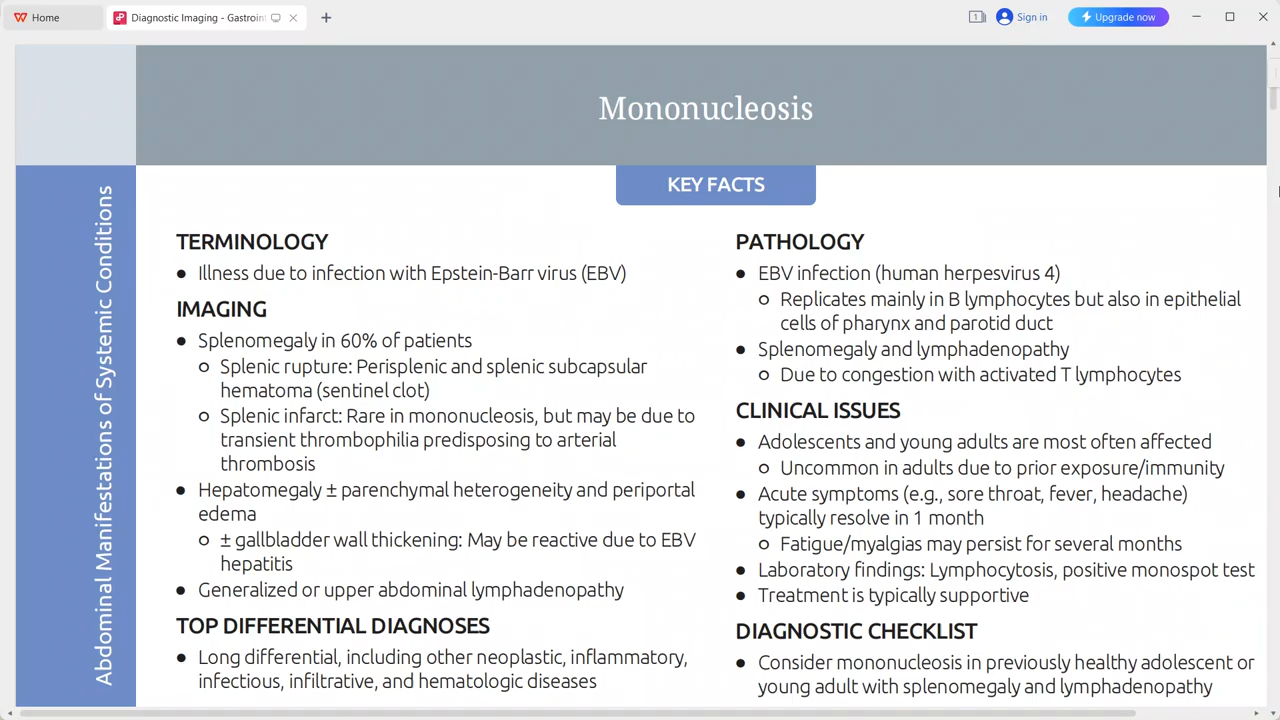 Home
Diagnostic Imaging - Gastroint
1
Sign in
Upgrade now
Mononucleosis
Abdominal Manifestations of Systemic Conditions
KEY FACTS
TERMINOLOGY
● Illness due to infection with Epstein-Barr virus (EBV)
IMAGING
● Splenomegaly in 60% of patients
○ Splenic rupture: Perisplenic and splenic subcapsular
hematoma (sentinel clot)
○ Splenic infarct: Rare in mononucleosis, but may be due to
transient thrombophilia predisposing to arterial
thrombosis
● Hepatomegaly ± parenchymal heterogeneity and periportal
edema
○ ± gallbladder wall thickening: May be reactive due to EBV
hepatitis
● Generalized or upper abdominal lymphadenopathy
TOP DIFFERENTIAL DIAGNOSES
● Long differential, including other neoplastic, inflammatory,
infectious, infiltrative, and hematologic diseases
PATHOLOGY
● EBV infection (human herpesvirus 4)
○ Replicates mainly in B lymphocytes but also in epithelial
cells of pharynx and parotid duct
● Splenomegaly and lymphadenopathy
○ Due to congestion with activated T lymphocytes
CLINICAL ISSUES
● Adolescents and young adults are most often affected
○ Uncommon in adults due to prior exposure/immunity
● Acute symptoms (e.g., sore throat, fever, headache)
typically resolve in 1 month
○ Fatigue/myalgias may persist for several months
● Laboratory findings: Lymphocytosis, positive monospot test
● Treatment is typically supportive
DIAGNOSTIC CHECKLIST
● Consider mononucleosis in previously healthy adolescent or
young adult with splenomegaly and lymphadenopathy